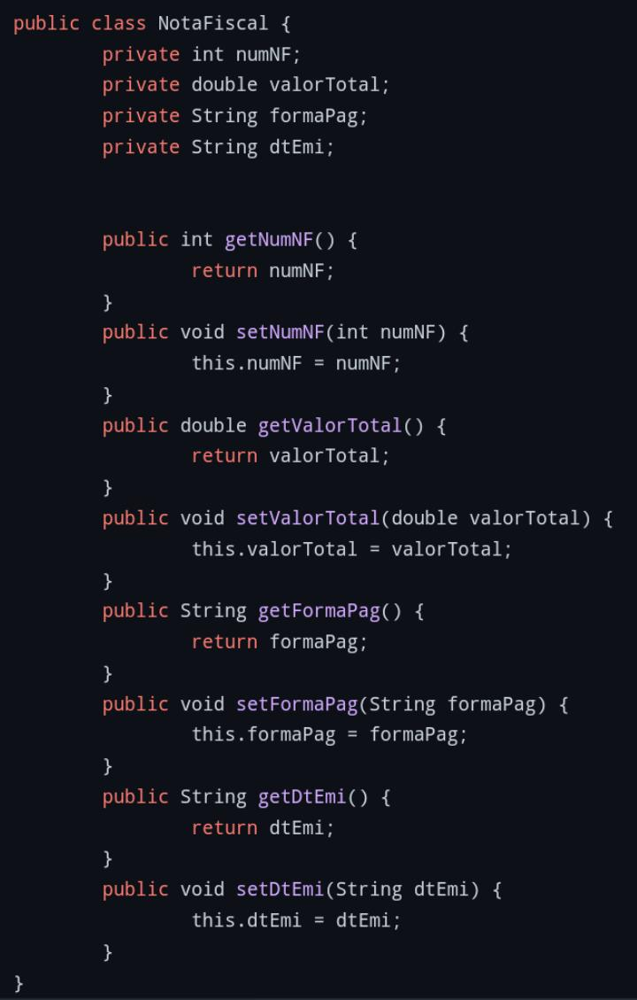 public class NotaFiscal {
private int numNF;
private double valorTotal;
private String formaPag;
private String dtEmi;
public int getNumNF() {
return numNF;
}
public void setNumNF(int numNF) {
this.numNF = numNF;
}
public double getValorTotal() {
return valorTotal;
}
public void setValorTotal(double valorTotal) {
this.valorTotal = valorTotal;
}
public String getFormaPag() {
return formaPag;
}
public void setFormaPag(String formaPag) {
this.formaPag = formaPag;
}
public String getDtEmi() {
return dtEmi;
}
public void setDtEmi(String dtEmi) {
this.dtEmi = dtEmi;
}
}